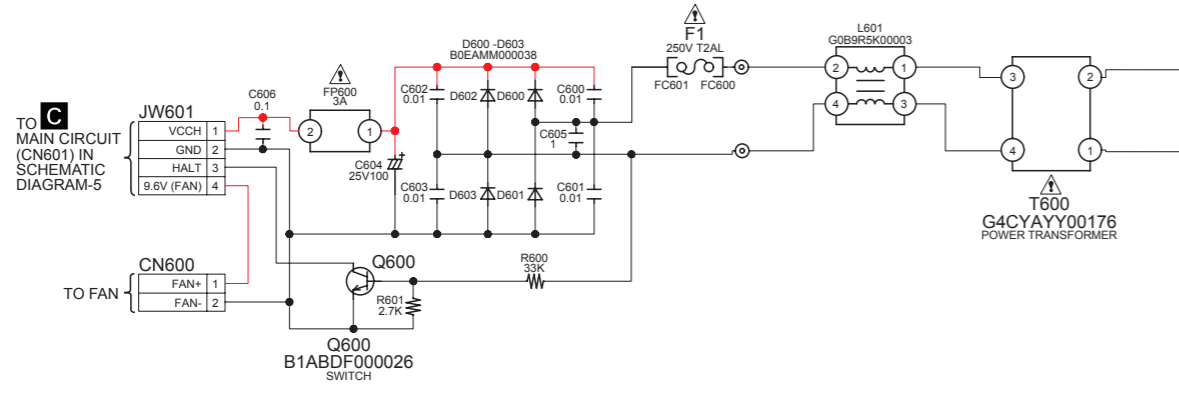 F1
250V T2AL
FC601
FC600
L601
G0B9R5K00003
2
1
4
3
D600 -D603
B0EAMM000038
C602
0.01
D602
D600
C600
0.01
C605
1
C603
0.01
D603
D601
C601
0.01
FP600
3A
2
1
C606
0.1
C604
25V100
+
TO C
MAIN CIRCUIT
(CN601) IN
SCHEMATIC
DIAGRAM-5
JW601
VCCH 1
GND 2
HALT 3
9.6V (FAN) 4
3
2
4
1
T600
G4CYAYY00176
POWER TRANSFORMER
CN600
TO FAN
FAN+ 1
FAN- 2
Q600
R600
33K
R601
2.7K
Q600
B1ABDF000026
SWITCH